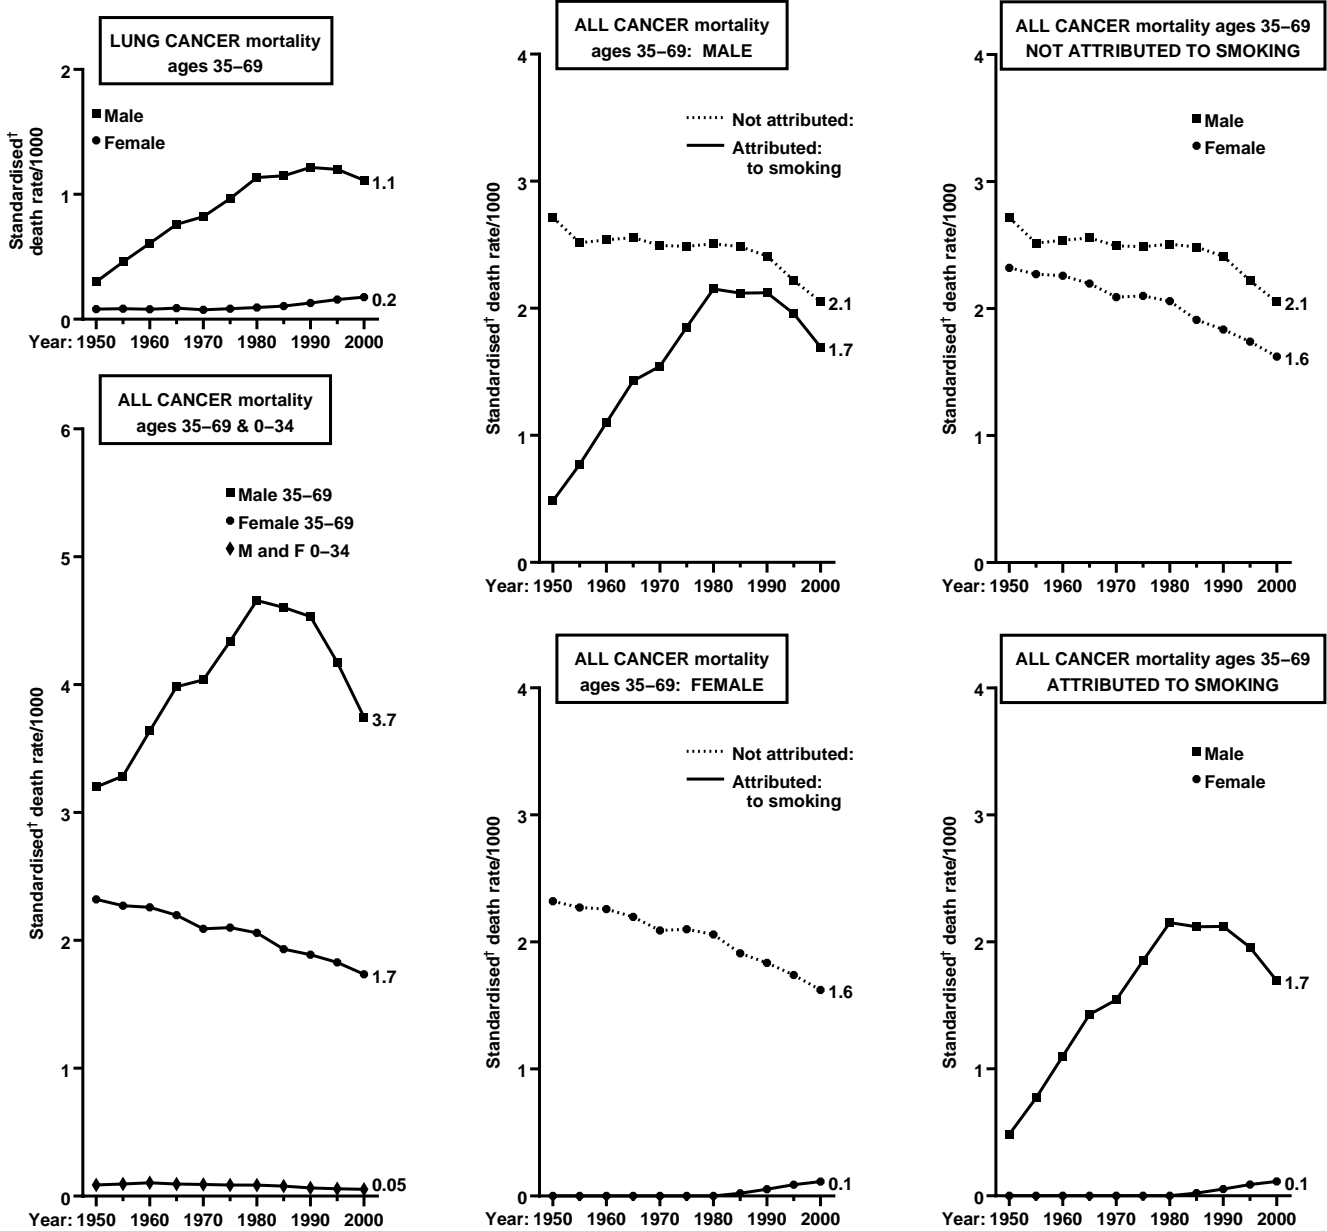 LUNG CANCER mortality
ages 35–69
2
1
0
Standardised†
death rate/1000
Male
Female
1.1
0.2
Year: 1950 1960 1970 1980 1990 2000
ALL CANCER mortality
ages 35–69 & 0–34
6
5
4
3
2
1
0
Standardised† death rate/1000
Male 35–69
Female 35–69
M and F 0–34
3.7
1.7
0.05
Year: 1950 1960 1970 1980 1990 2000
ALL CANCER mortality
ages 35–69: MALE
4
3
2
1
0
Standardised† death rate/1000
Not attributed:
Attributed:
to smoking
2.1
1.7
Year: 1950 1960 1970 1980 1990 2000
ALL CANCER mortality
ages 35–69: FEMALE
4
3
2
1
0
Standardised† death rate/1000
Not attributed:
Attributed:
to smoking
1.6
0.1
Year: 1950 1960 1970 1980 1990 2000
ALL CANCER mortality ages 35–69
NOT ATTRIBUTED TO SMOKING
4
3
2
1
0
Standardised† death rate/1000
Male
Female
2.1
1.6
Year: 1950 1960 1970 1980 1990 2000
ALL CANCER mortality ages 35–69
ATTRIBUTED TO SMOKING
4
3
2
1
0
Standardised† death rate/1000
Male
Female
1.7
0.1
Year: 1950 1960 1970 1980 1990 2000